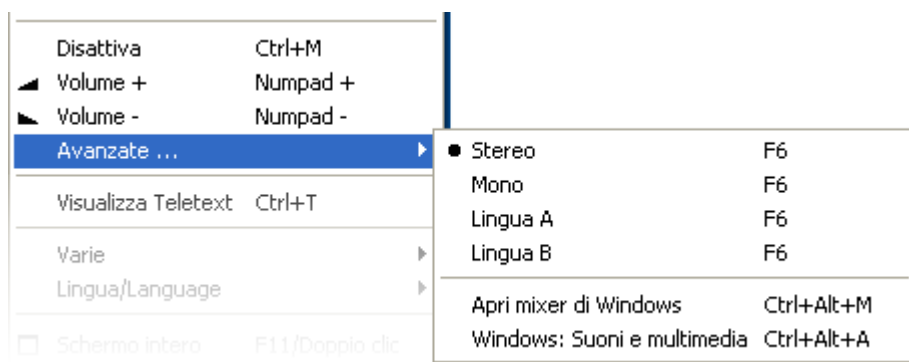 Disattiva Ctrl+M
Volume + Numpad +
Volume - Numpad -
Avanzate ...
Visualizza Teletext Ctrl+T
Varie
Lingua/Language
Schermo intero F11/Doppio clic
Stereo F6
Mono F6
Lingua A F6
Lingua B F6
Apri mixer di Windows Ctrl+Alt+M
Windows: Suoni e multimedia Ctrl+Alt+A